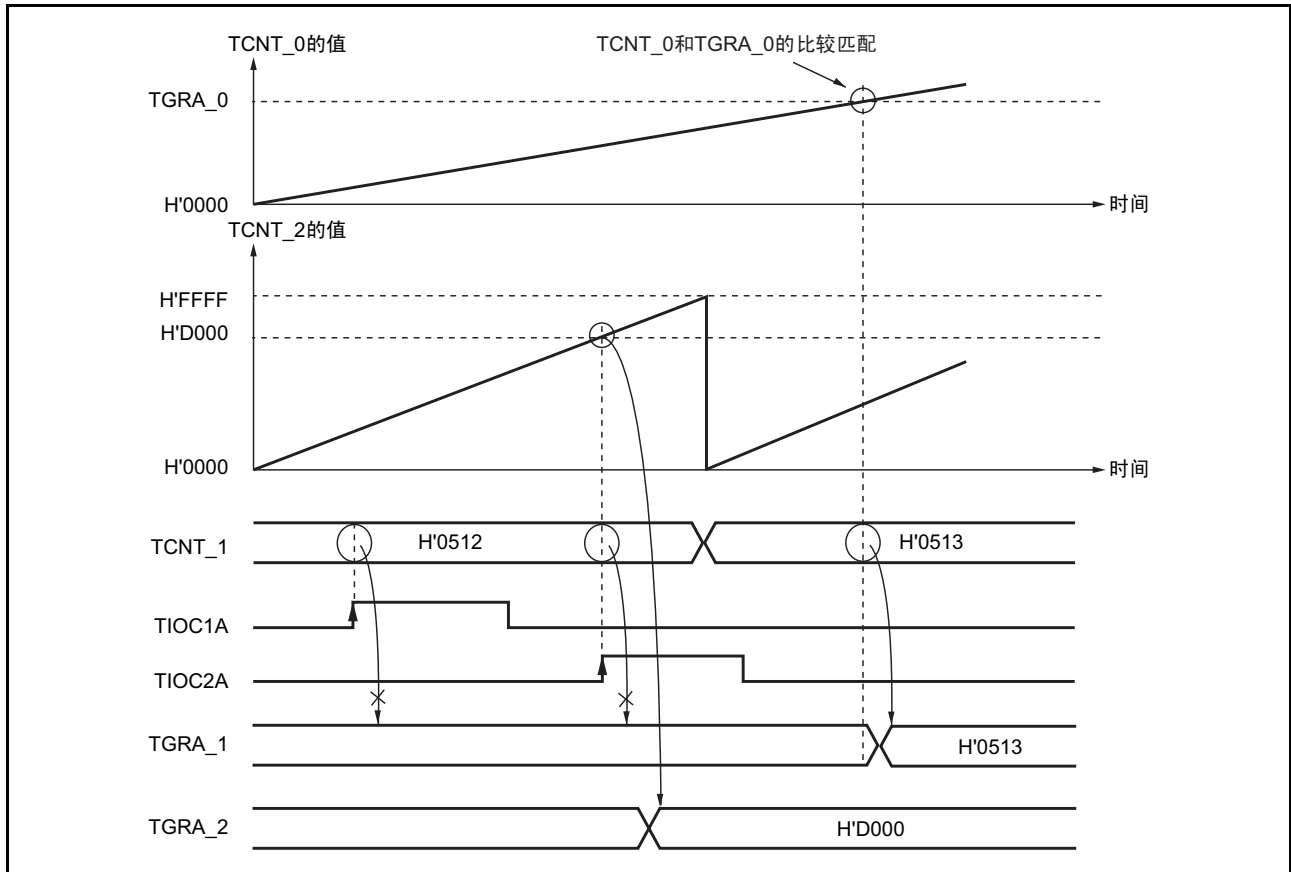 TCNT_0的值
TCNT_0和TGRA_0的比较匹配
TGRA_0
H'0000
时间
TCNT_2的值
H'FFFF
H'D000
H'0000
时间
TCNT_1
H'0512
H'0513
TIOC1A
TIOC2A
TGRA_1
H'0513
TGRA_2
H'D000